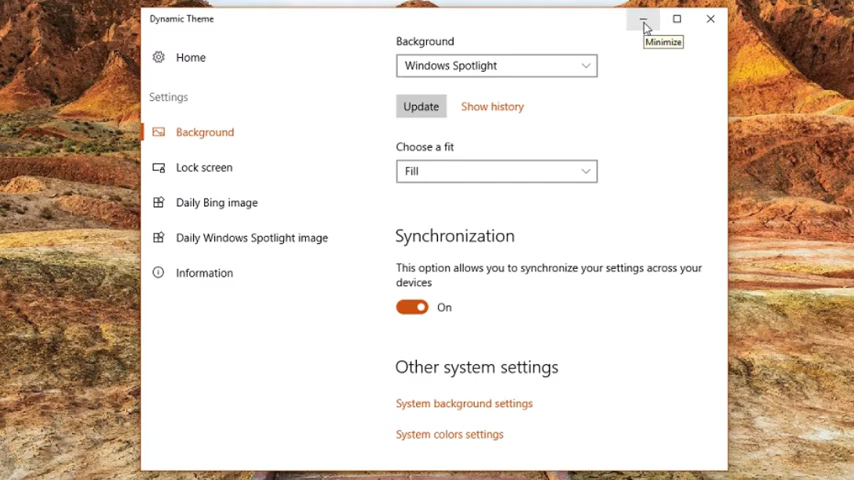 Dynamic Theme
Minimize
Home
Settings
Background
Lock screen
Daily Bing image
Daily Windows Spotlight image
Information
Background
Windows Spotlight
Update
Show history
Choose a fit
Fill
Synchronization
This option allows you to synchronize your settings across your
devices
On
Other system settings
System background settings
System colors settings